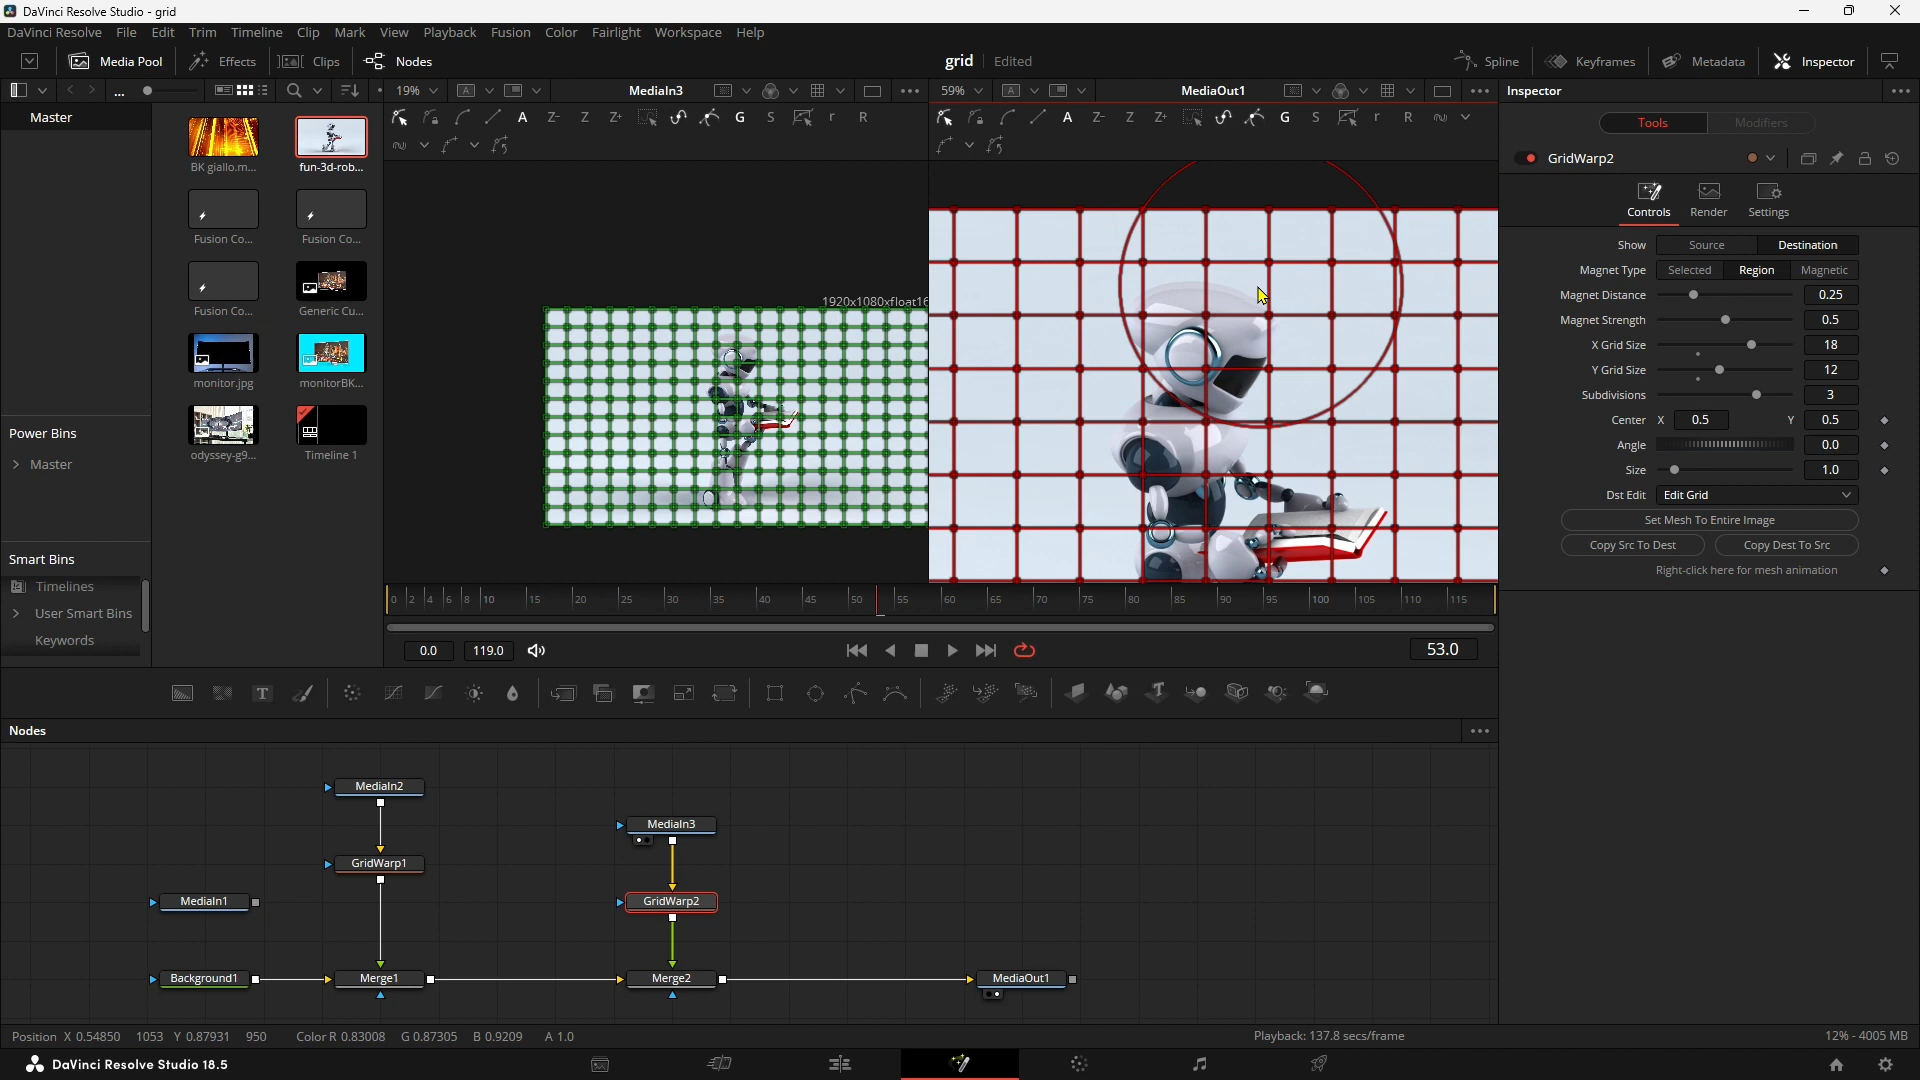 DaVinci Resolve Studio - grid
DaVinci Resolve File Edit Trim Timeline Clip Mark View Playback Fusion Color Fairlight Workspace Help
Media Pool Effects Clips Nodes
grid Edited
Spline Keyframes Metadata Inspector
... 19% MediaIn3 59% MediaOut1 Inspector
A Z- Z Z+ G S r R
A Z- Z Z+ G S r R
Master
BK giallo.m... fun-3d-rob...
Fusion Co... Fusion Co...
Fusion Co... Generic Cu...
monitor.jpg monitorBK...
odyssey-g9... Timeline 1
Power Bins
Master
Smart Bins
Timelines
User Smart Bins
Keywords
1920x1080xfloat16
Tools Modifiers
GridWarp2
Controls Render Settings
Show Source Destination
Magnet Type Selected Region Magnetic
Magnet Distance 0.25
Magnet Strength 0.5
X Grid Size 18
Y Grid Size 12
Subdivisions 3
Center X 0.5 Y 0.5
Angle 0.0
Size 1.0
Dst Edit Edit Grid
Set Mesh To Entire Image
Copy Src To Dest Copy Dest To Src
Right-click here for mesh animation
0 2 4 6 8 10 15 20 25 30 35 40 45 50 55 60 65 70 75 80 85 90 95 100 105 110 115
0.0 119.0 53.0
Nodes
MediaIn2
MediaIn3
GridWarp1
MediaIn1 GridWarp2
Background1 Merge1 Merge2 MediaOut1
Position X 0.54850 1053 Y 0.87931 950 Color R 0.83008 G 0.87305 B 0.9209 A 1.0
Playback: 137.8 secs/frame
12% - 4005 MB
DaVinci Resolve Studio 18.5